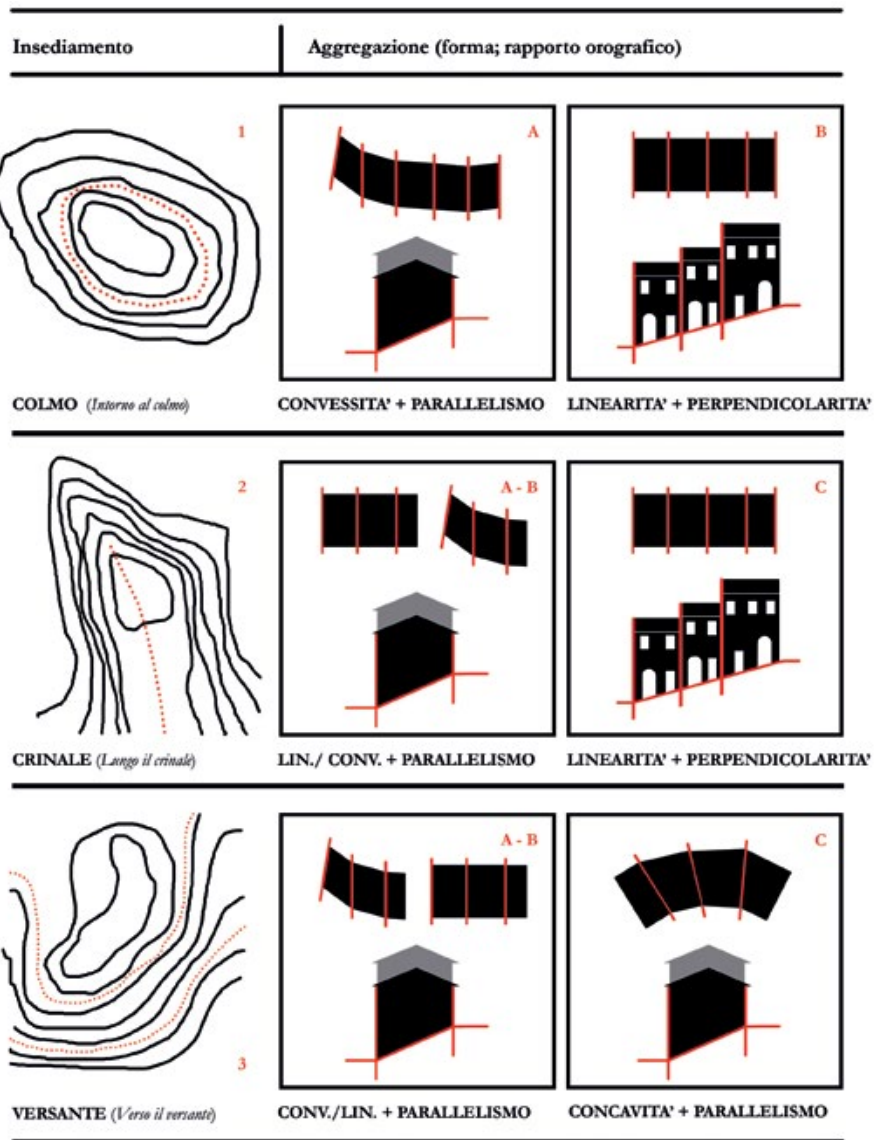 Insediamento
Aggregazione (forma; rapporto orografico)
1
A
B
COLMO (Intorno al colmo)
CONVESSITA' + PARALLELISMO
LINEARITA' + PERPENDICOLARITA'
2
A - B
C
CRINALE (Lungo il crinale)
LIN./ CONV. + PARALLELISMO
LINEARITA' + PERPENDICOLARITA'
3
A - B
C
VERSANTE (Verso il versante)
CONV./LIN. + PARALLELISMO
CONCAVITA' + PARALLELISMO